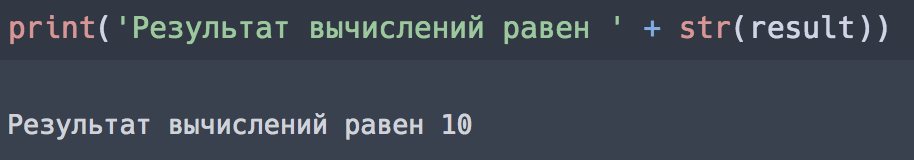 print('Результат вычислений равен ' + str(result))
Результат вычислений равен 10